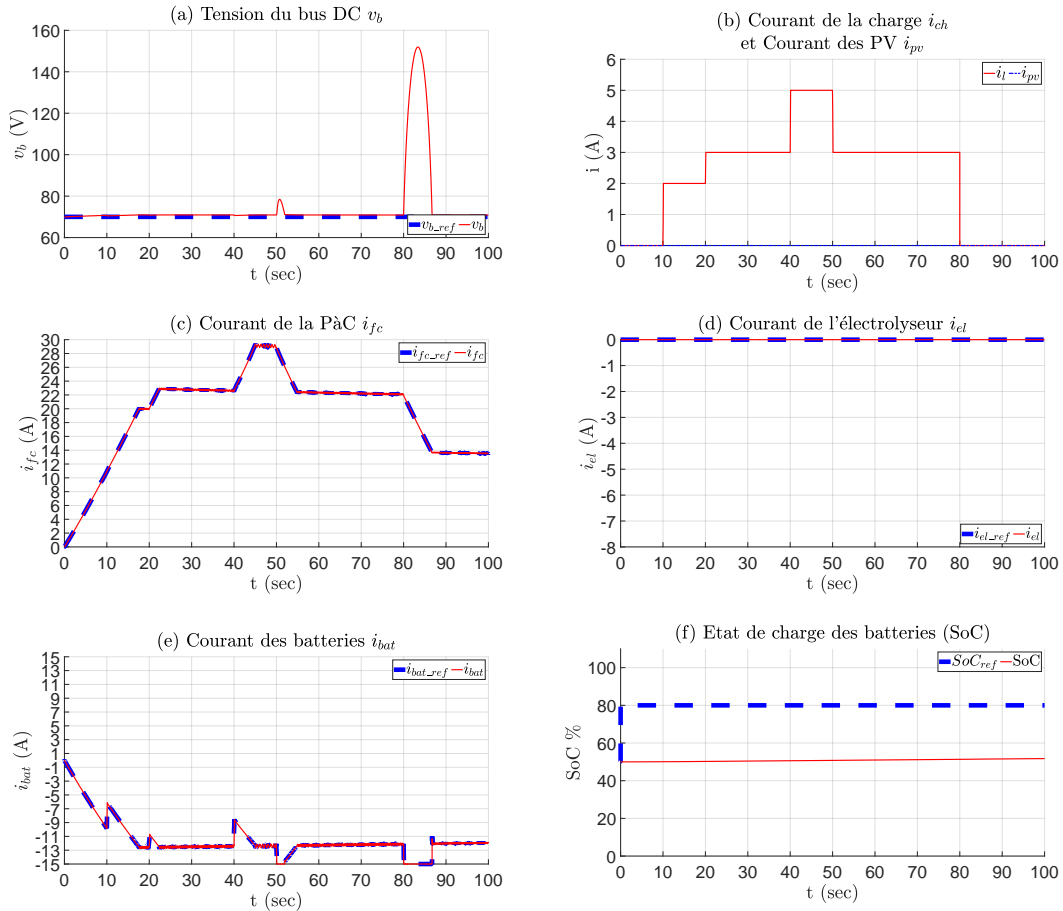 (a) Tension du bus DC v_b
160
140
120
100
80
60
v_b (V)
v_b_ref v_b
0 10 20 30 40 50 60 70 80 90 100
t (sec)
(b) Courant de la charge i_ch
et Courant des PV i_pv
6
5
4
3
2
1
0
i (A)
i_l i_pv
0 10 20 30 40 50 60 70 80 90 100
t (sec)
(c) Courant de la PàC i_fc
30
28
26
24
22
20
18
16
14
12
10
8
6
4
2
0
i_fc (A)
i_fc_ref i_fc
0 10 20 30 40 50 60 70 80 90 100
t (sec)
(d) Courant de l'électrolyseur i_el
0
-1
-2
-3
-4
-5
-6
-7
-8
i_el (A)
i_el_ref i_el
0 10 20 30 40 50 60 70 80 90 100
t (sec)
(e) Courant des batteries i_bat
15
13
11
9
7
5
3
1
-1
-3
-5
-7
-9
-11
-13
-15
i_bat (A)
i_bat_ref i_bat
0 10 20 30 40 50 60 70 80 90 100
t (sec)
(f) Etat de charge des batteries (SoC)
100
80
60
40
20
0
SoC %
SoC_ref SoC
0 10 20 30 40 50 60 70 80 90 100
t (sec)